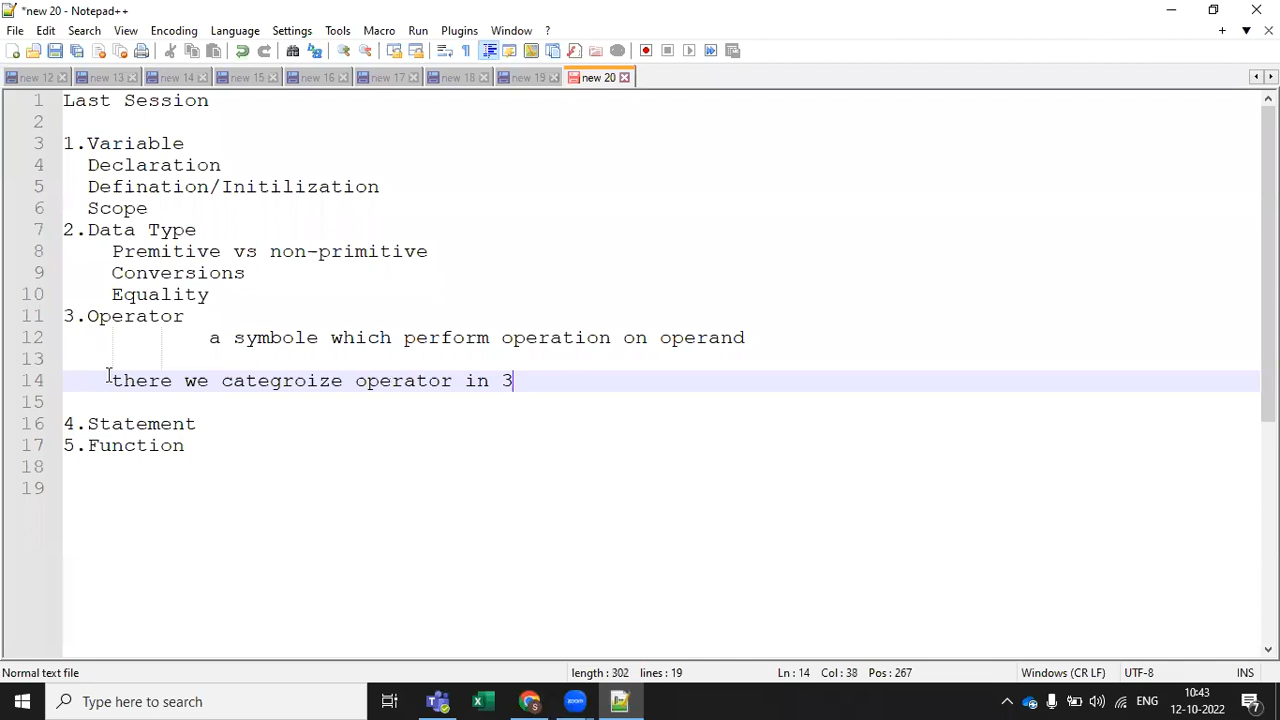 *new 20 - Notepad++
File Edit Search View Encoding Language Settings Tools Macro Run Plugins Window ?
new 12 new 13 new 14 new 15 new 16 new 17 new 18 new 19 new 20
1 Last Session
2
3 1.Variable
4 Declaration
5 Defination/Initilization
6 Scope
7 2.Data Type
8 Premitive vs non-primitive
9 Conversions
10 Equality
11 3.Operator
12 a symbole which perform operation on operand
13
14 there we categroize operator in 3
15
16 4.Statement
17 5.Function
18
19
Normal text file length : 302 lines : 19 Ln : 14 Col : 38 Pos : 267 Windows (CR LF) UTF-8 INS
Type here to search zoom ENG 10:43
12-10-2022 7